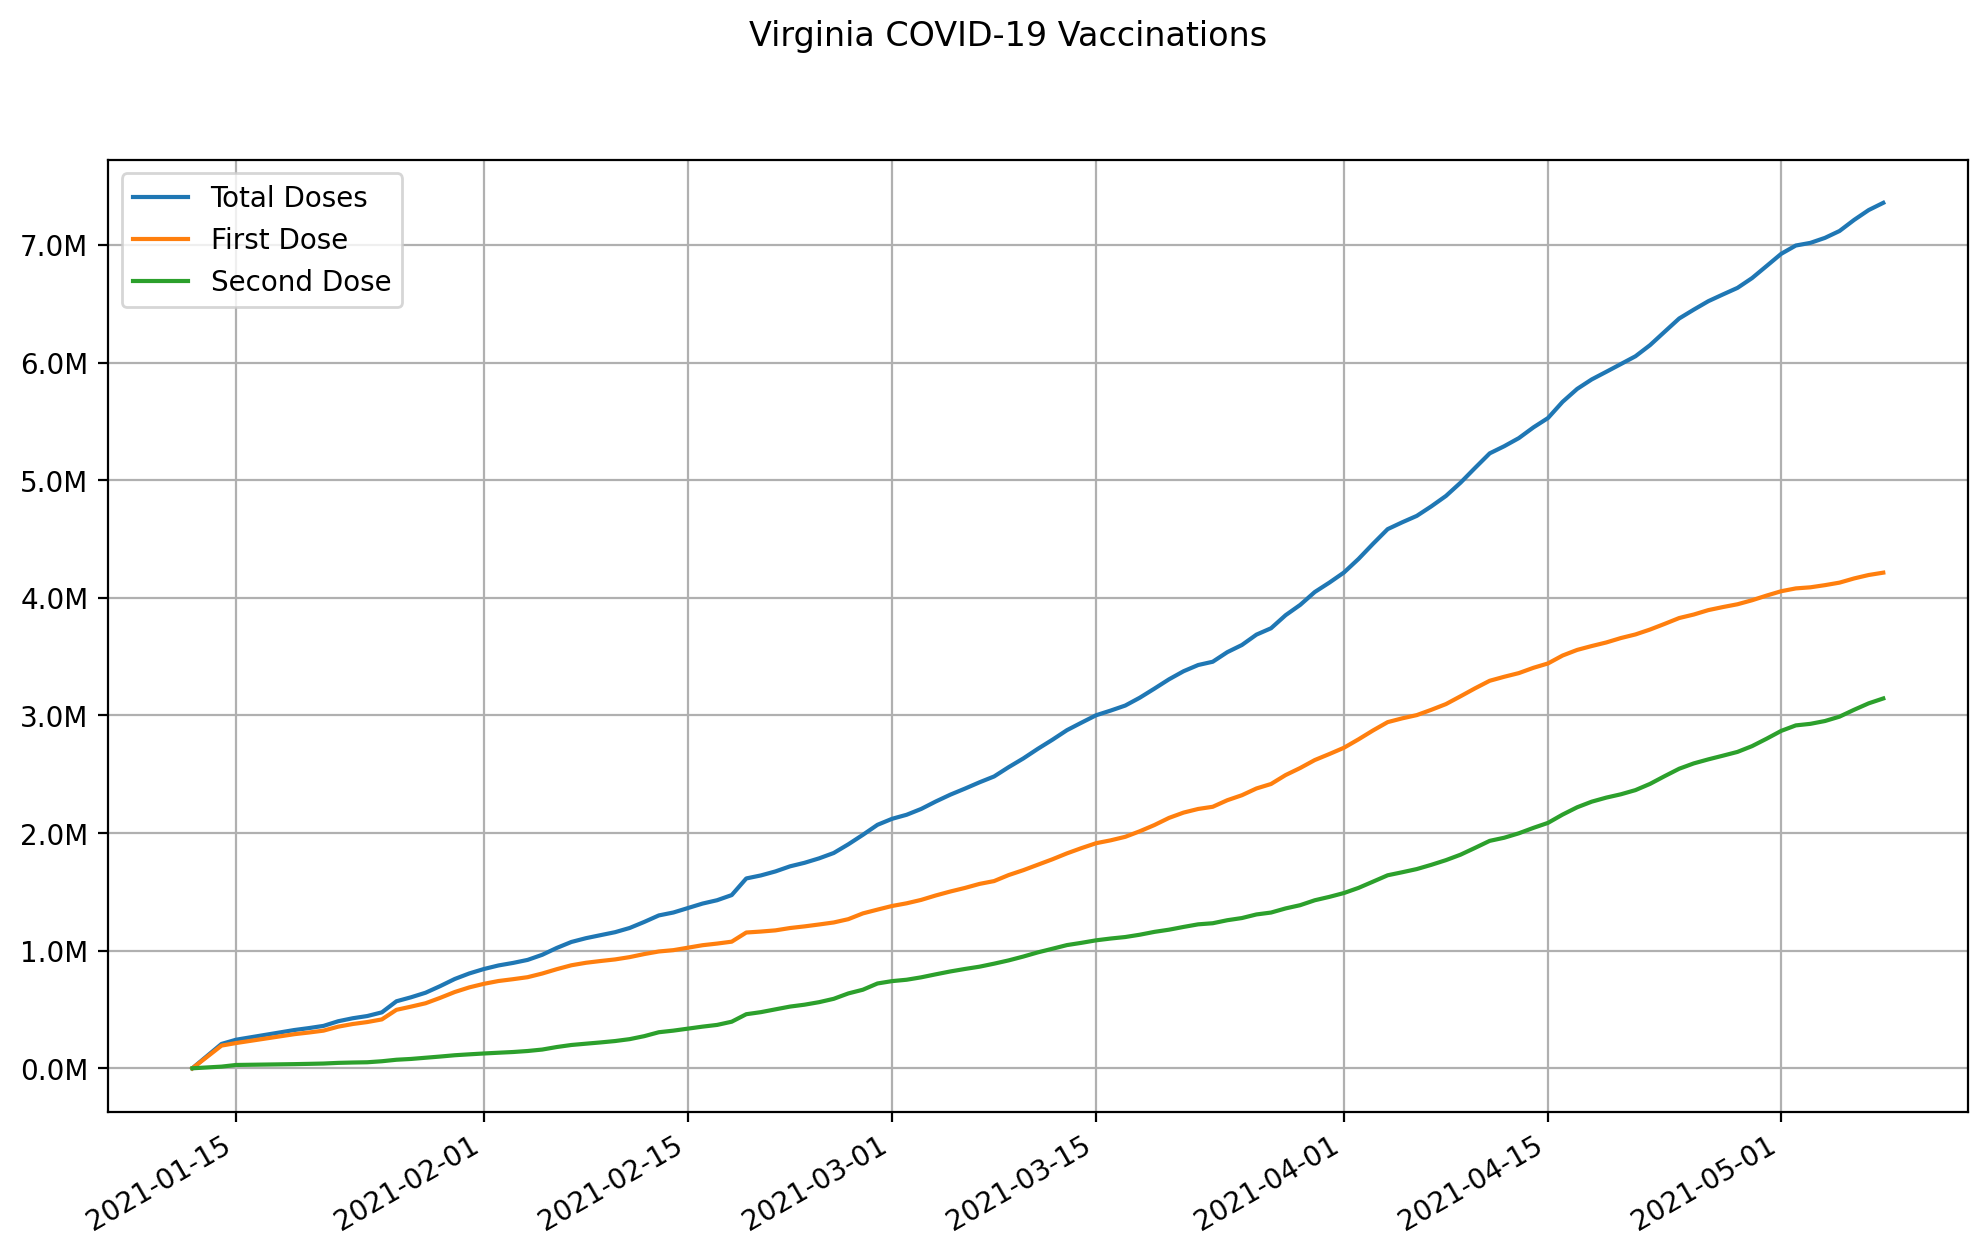 Virginia COVID-19 Vaccinations
Total Doses
First Dose
Second Dose
7.0M
6.0M
5.0M
4.0M
3.0M
2.0M
1.0M
0.0M
2021-01-15
2021-02-01
2021-02-15
2021-03-01
2021-03-15
2021-04-01
2021-04-15
2021-05-01